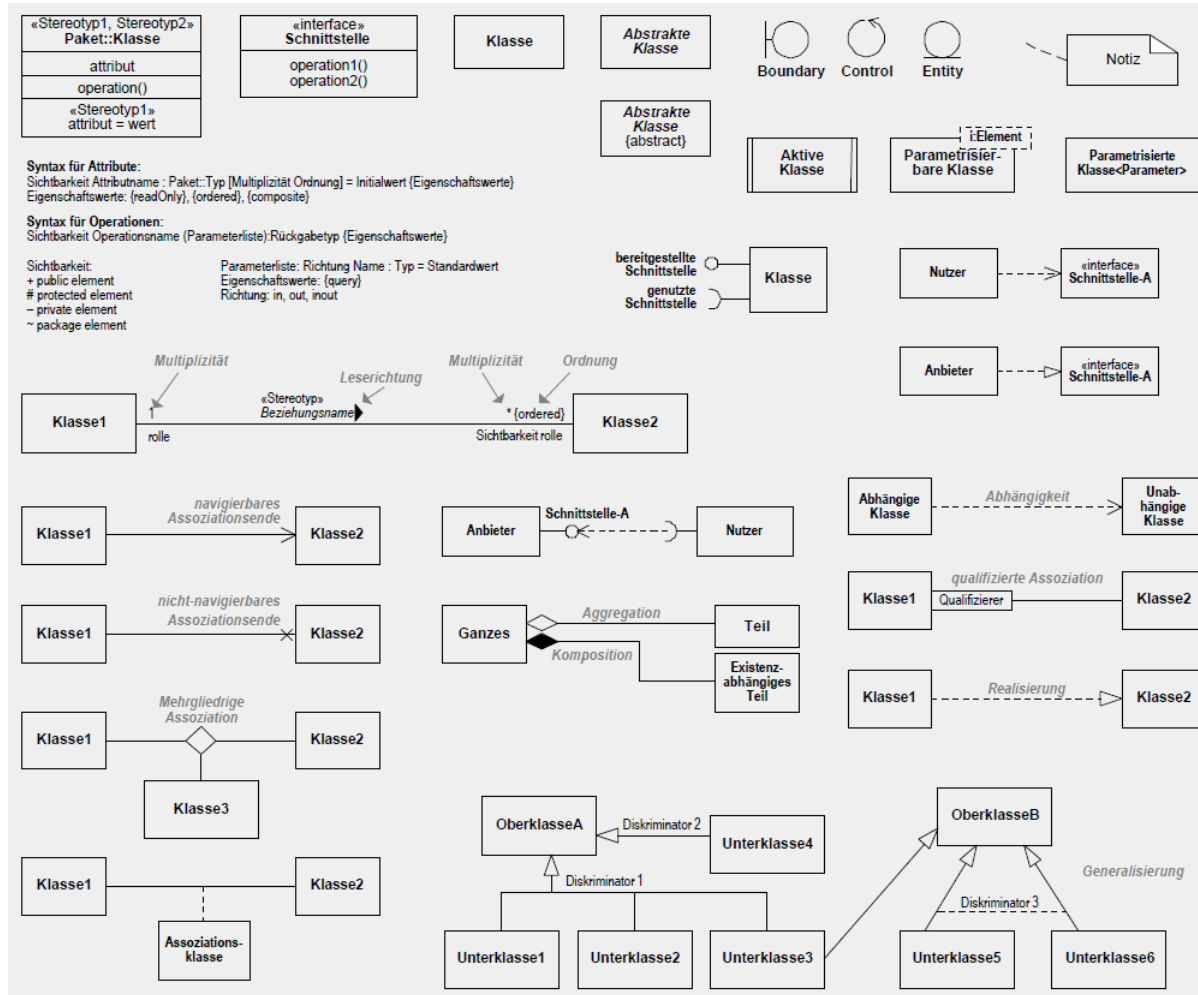 «Stereotyp1, Stereotyp2»
Paket::Klasse
attribut
operation()
«Stereotyp1»
attribut = wert
«interface»
Schnittstelle
operation1()
operation2()
Klasse
Abstrakte
Klasse
Abstrakte
Klasse
{abstract}
Boundary
Control
Entity
Notiz
Aktive
Klasse
i:Element
Parametrisier-
bare Klasse
Parametrisierte
Klasse<Parameter>
Syntax für Attribute:
Sichtbarkeit Attributname : Paket::Typ [Multiplizität Ordnung] = Initialwert {Eigenschaftswerte}
Eigenschaftswerte: {readOnly}, {ordered}, {composite}
Syntax für Operationen:
Sichtbarkeit Operationsname (Parameterliste):Rückgabetyp {Eigenschaftswerte}
Sichtbarkeit:
+ public element
# protected element
– private element
~ package element
Parameterliste: Richtung Name : Typ = Standardwert
Eigenschaftswerte: {query}
Richtung: in, out, inout
bereitgestellte
Schnittstelle
genutzte
Schnittstelle
Klasse
Nutzer
«interface»
Schnittstelle-A
Anbieter
«interface»
Schnittstelle-A
Multiplizität
Leserichtung
Multiplizität
Ordnung
Klasse1
1
rolle
«Stereotyp»
Beziehungsname
* {ordered}
Sichtbarkeit rolle
Klasse2
Klasse1
navigierbares
Assoziationsende
Klasse2
Anbieter
Schnittstelle-A
Nutzer
Abhängige
Klasse
Abhängigkeit
Unab-
hängige
Klasse
Klasse1
nicht-navigierbares
Assoziationsende
Klasse2
Ganzes
Aggregation
Komposition
Teil
Existenz-
abhängiges
Teil
Klasse1
Qualifizierer
qualifizierte Assoziation
Klasse2
Klasse1
Realisierung
Klasse2
Mehrgliedrige
Assoziation
Klasse1
Klasse2
Klasse3
OberklasseA
Diskriminator 2
Unterklasse4
Diskriminator 1
Unterklasse1
Unterklasse2
Unterklasse3
OberklasseB
Generalisierung
Diskriminator 3
Unterklasse5
Unterklasse6
Klasse1
Klasse2
Assoziations-
klasse